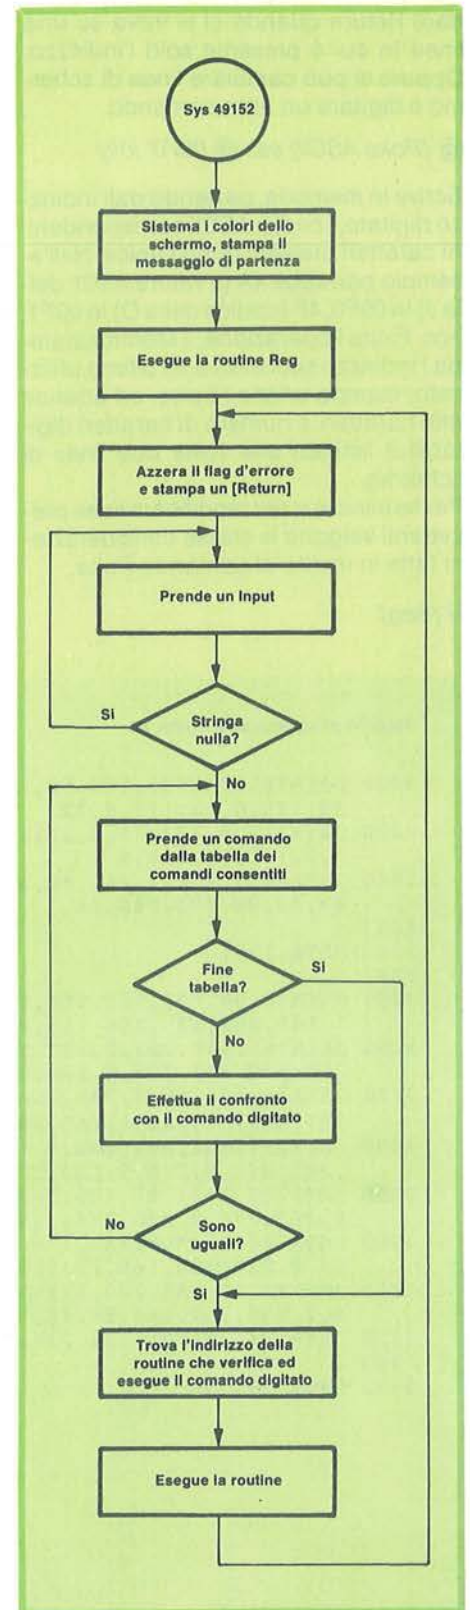 Sys 49152
Sistema i colori dello
schermo, stampa il
messaggio di partenza
Esegue la routine Reg
Azzera il flag d'errore
e stampa un [Return]
Prende un Input
Stringa
nulla?
Si
No
Prende un comando
dalla tabella dei
comandi consentiti
Fine
tabella?
Si
No
Effettua il confronto
con il comando digitato
Sono
uguali?
No
Si
Trova l'indirizzo della
routine che verifica ed
esegue il comando digitato
Esegue la routine